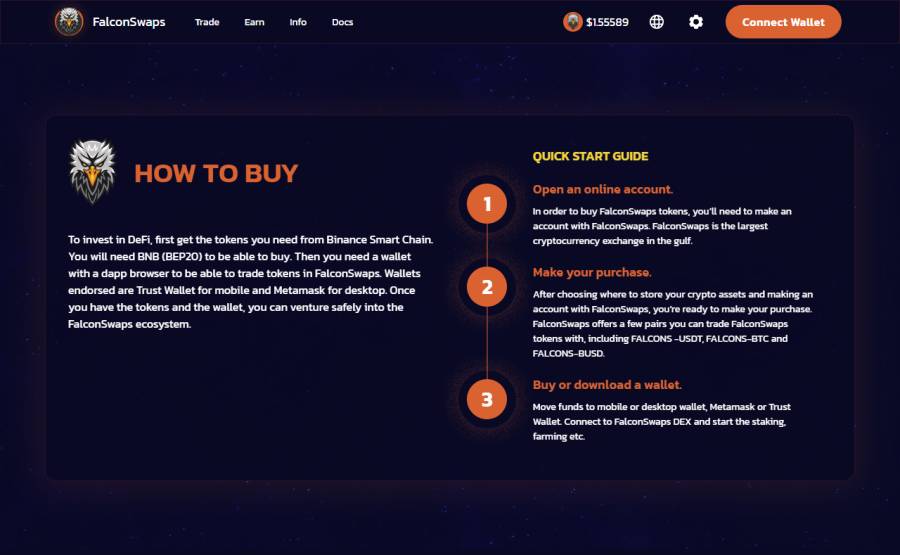 FalconSwaps
Trade
Earn
Info
Docs
$1.55589
Connect Wallet
HOW TO BUY
To invest in DeFi, first get the tokens you need from Binance Smart Chain.
You will need BNB (BEP20) to be able to buy. Then you need a wallet
with a dapp browser to be able to trade tokens in FalconSwaps. Wallets
endorsed are Trust Wallet for mobile and Metamask for desktop. Once
you have the tokens and the wallet, you can venture safely into the
FalconSwaps ecosystem.
QUICK START GUIDE
1
Open an online account.
In order to buy FalconSwaps tokens, you'll need to make an
account with FalconSwaps. FalconSwaps is the largest
cryptocurrency exchange in the gulf.
2
Make your purchase.
After choosing where to store your crypto assets and making an
account with FalconSwaps, you're ready to make your purchase.
FalconSwaps offers a few pairs you can trade FalconSwaps
tokens with, including FALCONS -USDT, FALCONS-BTC and
FALCONS-BUSD.
3
Buy or download a wallet.
Move funds to mobile or desktop wallet, Metamask or Trust
Wallet. Connect to FalconSwaps DEX and start the staking,
farming etc.